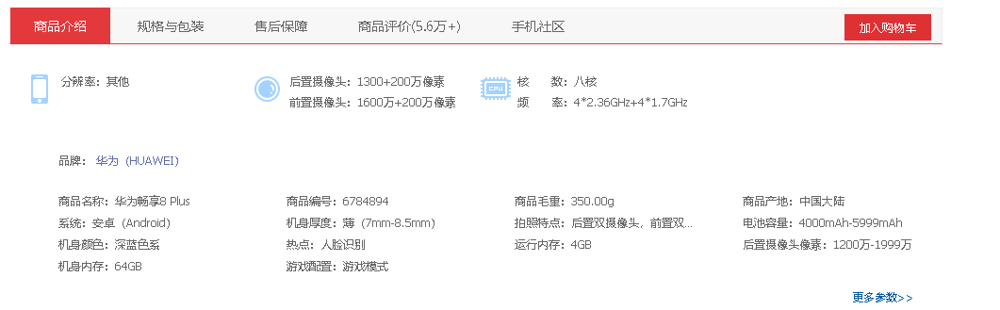 商品介绍 规格与包装 售后保障 商品评价(5.6万+) 手机社区 加入购物车
分辨率：其他 后置摄像头：1300+200万像素 CPU 核 数：八核
前置摄像头：1600万+200万像素 频 率：4*2.36GHz+4*1.7GHz
品牌： 华为（HUAWEI）
商品名称：华为畅享8 Plus 商品编号：6784894 商品毛重：350.00g 商品产地：中国大陆
系统：安卓（Android） 机身厚度：薄（7mm-8.5mm） 拍照特点：后置双摄像头，前置双... 电池容量：4000mAh-5999mAh
机身颜色：深蓝色系 热点：人脸识别 运行内存：4GB 后置摄像头像素：1200万-1999万
机身内存：64GB 游戏配置：游戏模式
更多参数>>